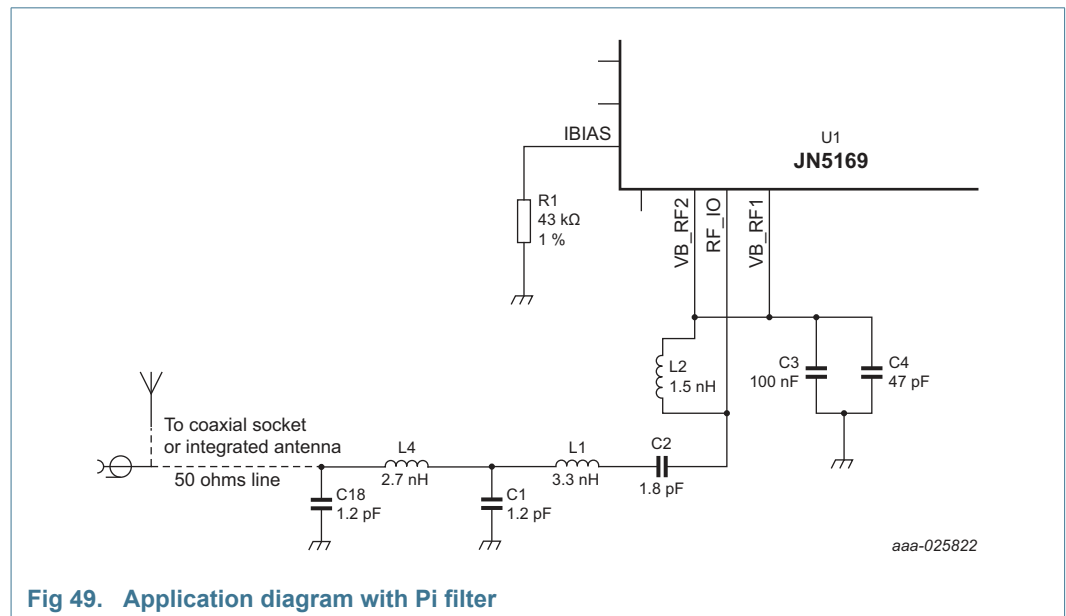 IBIAS
U1
JN5169
R1
43 kΩ
1 %
VB_RF2
RF_IO
VB_RF1
L2
1.5 nH
C3
100 nF
C4
47 pF
To coaxial socket
or integrated antenna
50 ohms line
L4
2.7 nH
L1
3.3 nH
C2
1.8 pF
C18
1.2 pF
C1
1.2 pF
aaa-025822
Fig 49. Application diagram with Pi filter